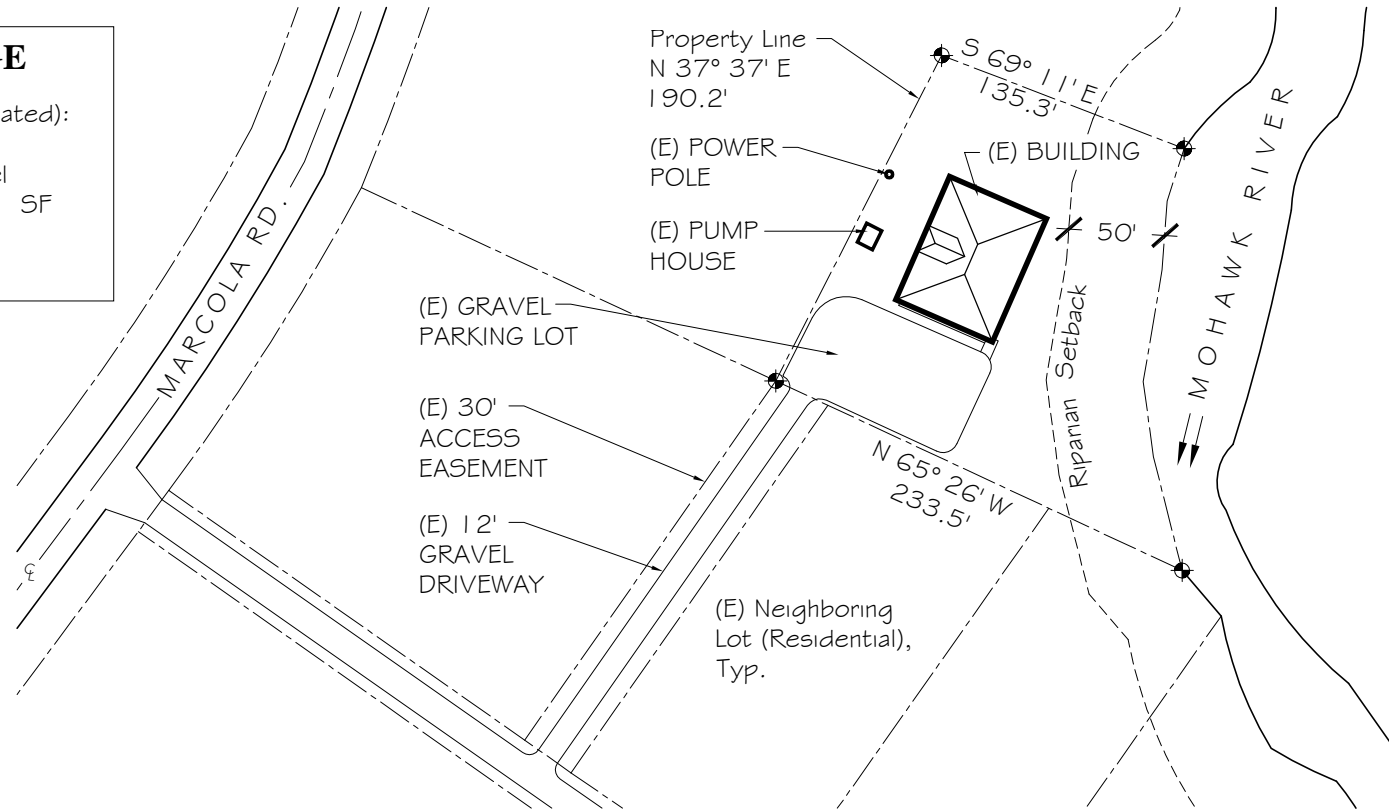 ated):
SF
MARCOLA RD.
Property Line
N 37° 37' E
190.2'
(E) POWER
POLE
(E) PUMP
HOUSE
(E) GRAVEL
PARKING LOT
(E) 30'
ACCESS
EASEMENT
(E) 12'
GRAVEL
DRIVEWAY
S 69° 11' E
135.3'
(E) BUILDING
50'
Riparian Setback
MOHAWK RIVER
N 65° 26' W
233.5'
(E) Neighboring
Lot (Residential),
Typ.
℄